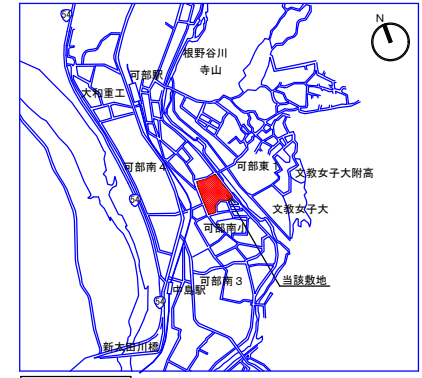 54
N
根野谷川
寺山
可部駅
大和重工
可部南4
可部東1
文教女子大附高
54
文教女子大
可部南小
可部南3
当該敷地
中島駅
54
新太田川橋